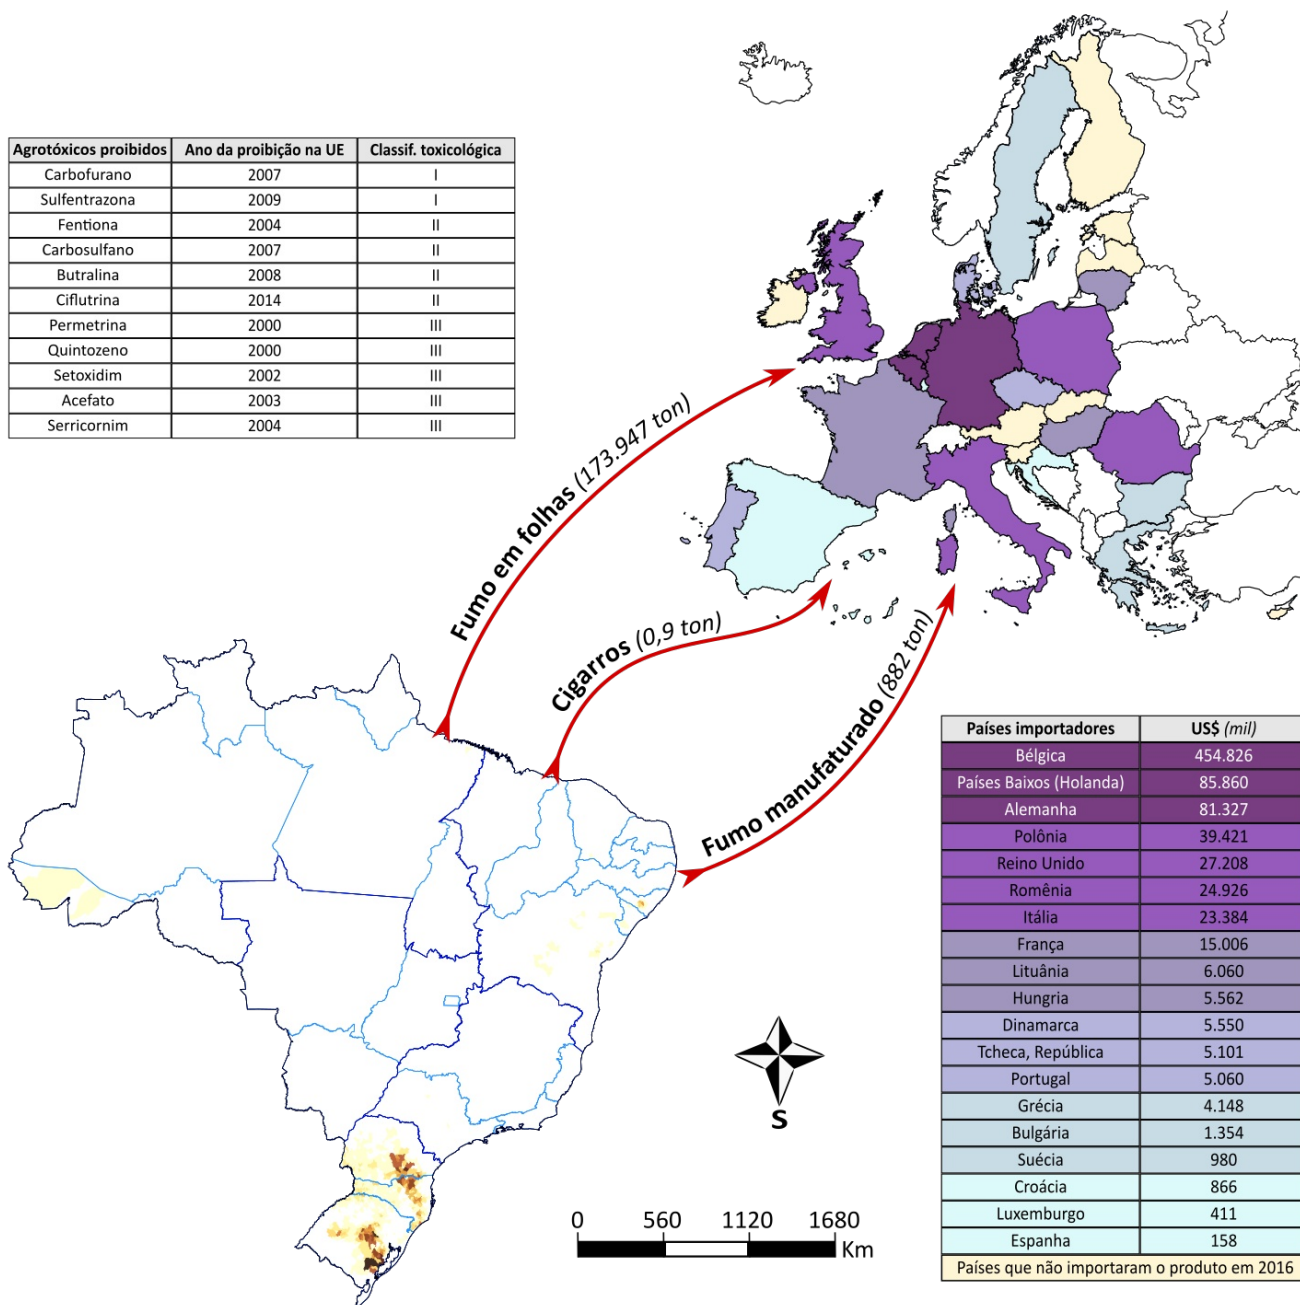 Agrotóxicos proibidos Ano da proibição na UE Classif. toxicológica
Carbofurano 2007 I
Sulfentrazona 2009 I
Fentiona 2004 II
Carbosulfano 2007 II
Butralina 2008 II
Ciflutrina 2014 II
Permetrina 2000 III
Quintozeno 2000 III
Setoxidim 2002 III
Acefato 2003 III
Serricornim 2004 III
Fumo em folhas (173.947 ton)
Cigarros (0,9 ton)
Fumo manufaturado (882 ton)
Países importadores US$ (mil)
Bélgica 454.826
Países Baixos (Holanda) 85.860
Alemanha 81.327
Polônia 39.421
Reino Unido 27.208
Romênia 24.926
Itália 23.384
França 15.006
Lituânia 6.060
Hungria 5.562
Dinamarca 5.550
Tcheca, República 5.101
Portugal 5.060
Grécia 4.148
Bulgária 1.354
Suécia 980
Croácia 866
Luxemburgo 411
Espanha 158
Países que não importaram o produto em 2016
S
0 560 1120 1680
Km